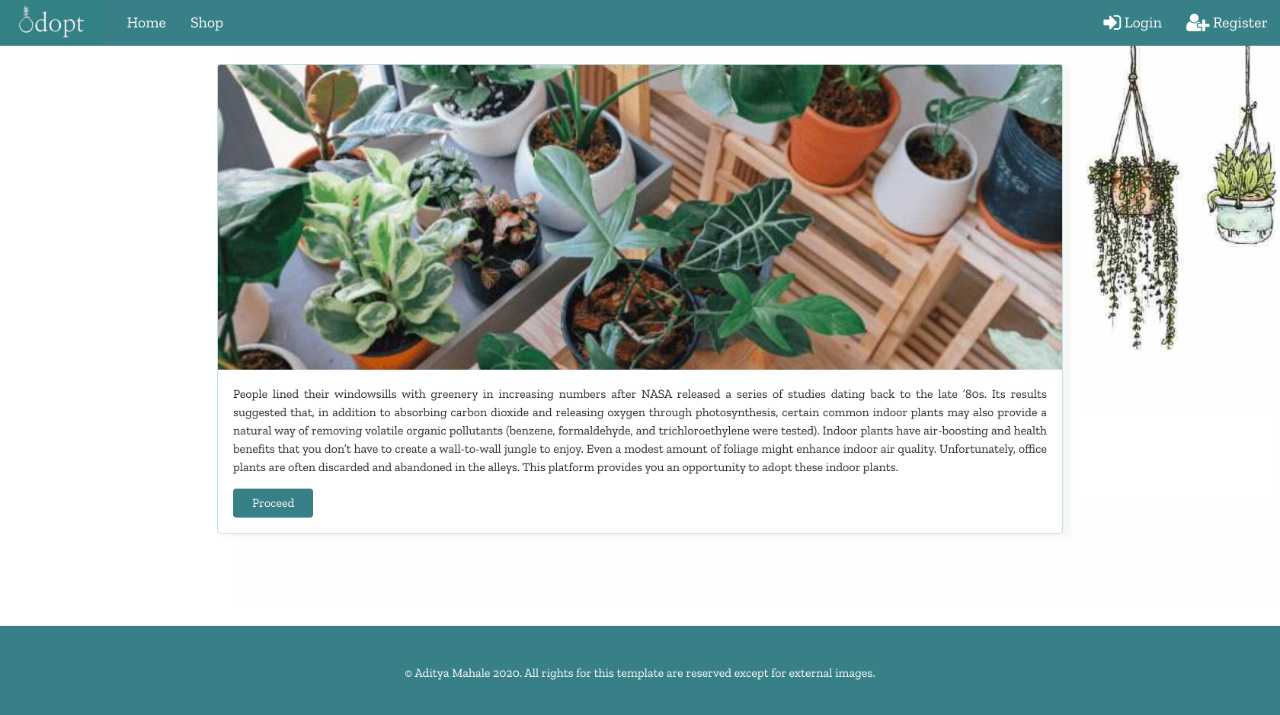 dopt
Home
Shop
Login
Register
People lined their windowsills with greenery in increasing numbers after NASA released a series of studies dating back to the late ‘80s. Its results
suggested that, in addition to absorbing carbon dioxide and releasing oxygen through photosynthesis, certain common indoor plants may also provide a
natural way of removing volatile organic pollutants (benzene, formaldehyde, and trichloroethylene were tested). Indoor plants have air-boosting and health
benefits that you don’t have to create a wall-to-wall jungle to enjoy. Even a modest amount of foliage might enhance indoor air quality. Unfortunately, office
plants are often discarded and abandoned in the alleys. This platform provides you an opportunity to adopt these indoor plants.
Proceed
© Aditya Mahale 2020. All rights for this template are reserved except for external images.